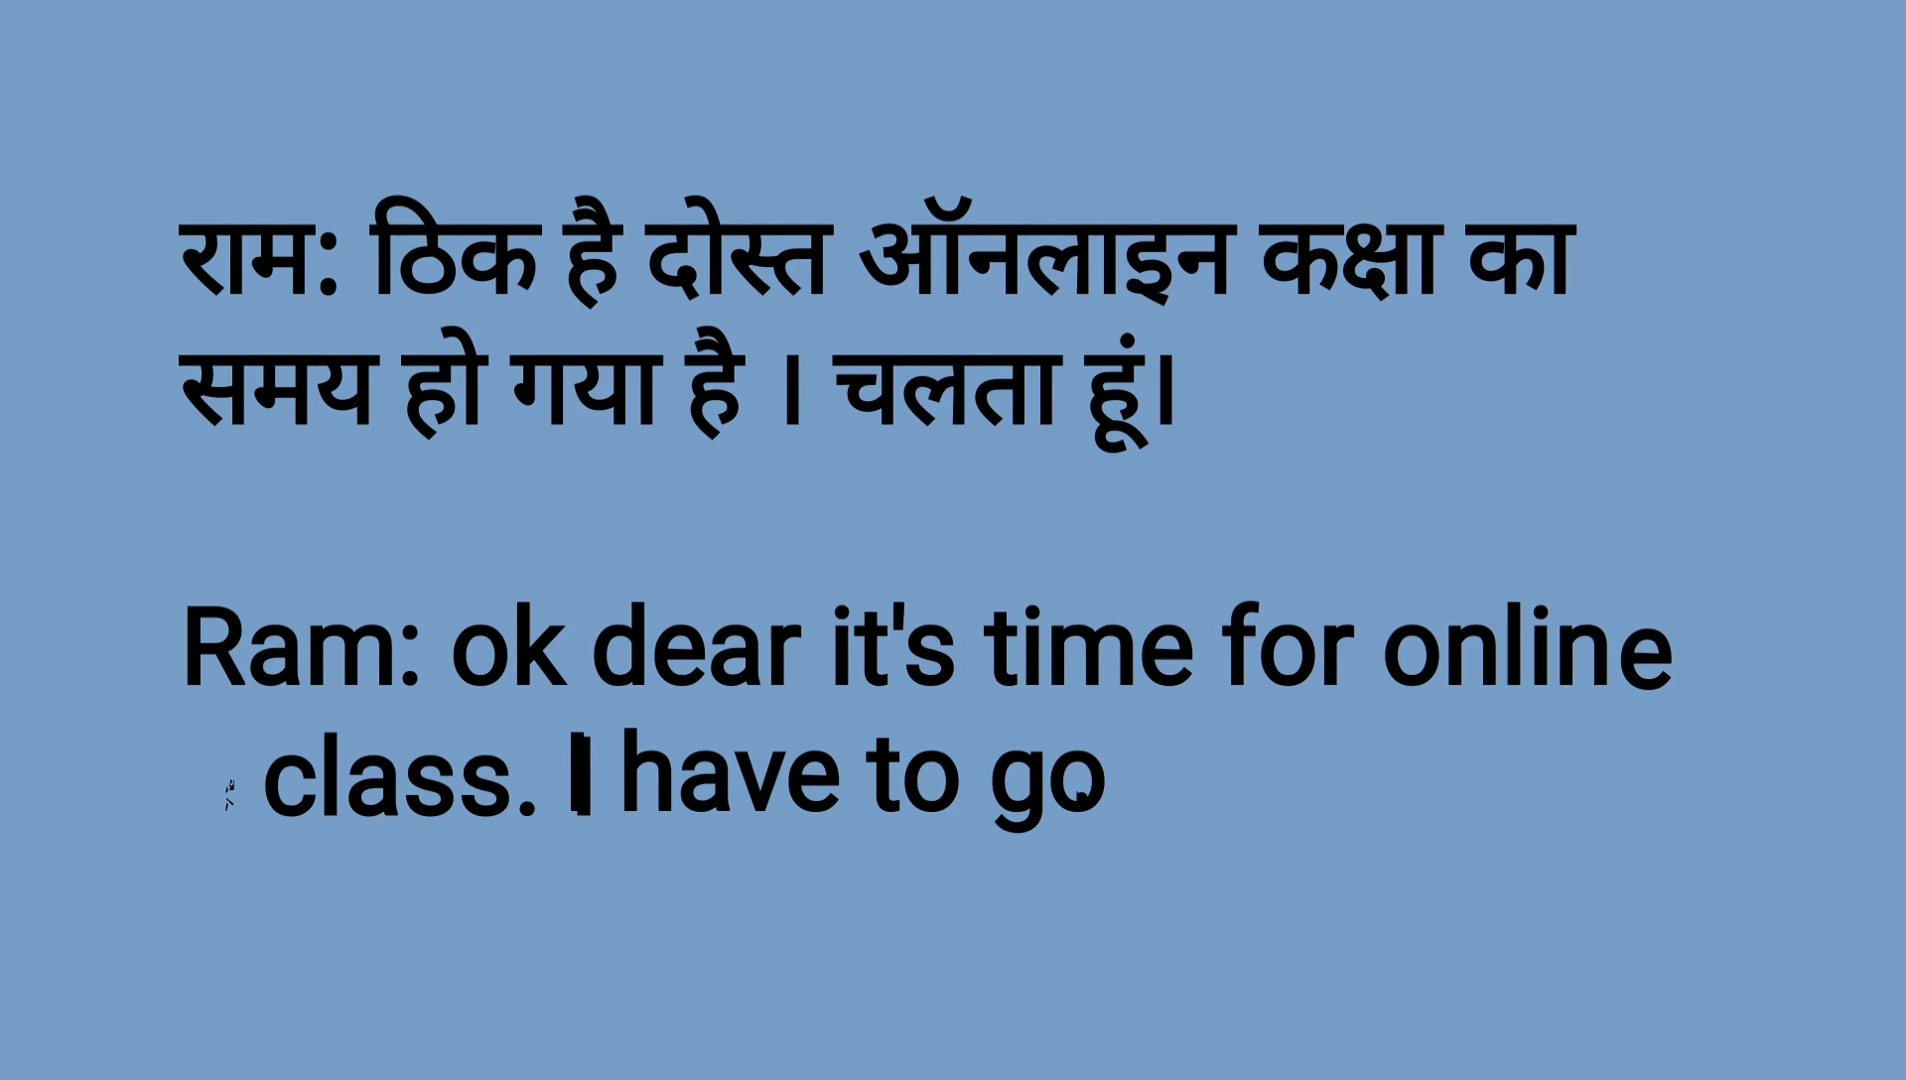 राम: ठिक है दोस्त ऑनलाइन कक्षा का
समय हो गया है । चलता हूं।
Ram: ok dear it's time for online
class. I have to go